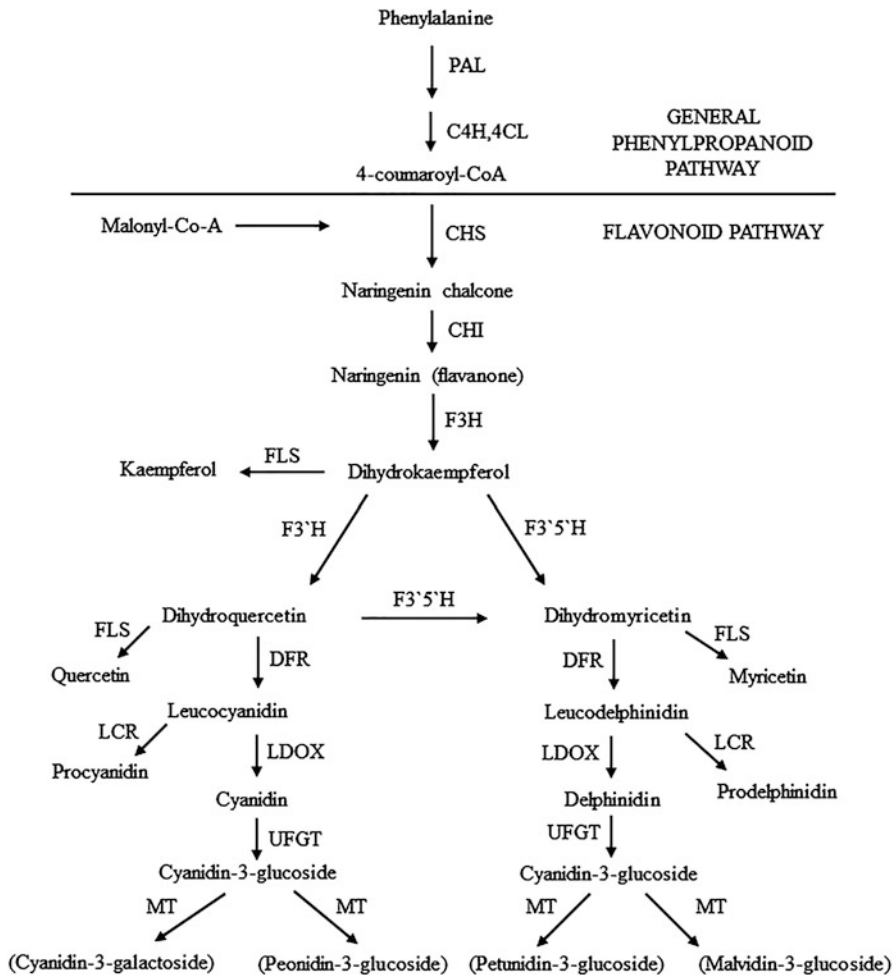 Phenylalanine
PAL
C4H,4CL
GENERAL
PHENYLPROPANOID
PATHWAY
4-coumaroyl-CoA
Malonyl-Co-A
CHS
FLAVONOID PATHWAY
Naringenin chalcone
CHI
Naringenin (flavanone)
F3H
Kaempferol
FLS
Dihydrokaempferol
F3`H
F3`5`H
Dihydroquercetin
F3`5`H
Dihydromyricetin
FLS
DFR
DFR
FLS
Quercetin
Myricetin
Leucocyanidin
Leucodelphinidin
LCR
LDOX
LDOX
LCR
Procyanidin
Prodelphinidin
Cyanidin
Delphinidin
UFGT
UFGT
Cyanidin-3-glucoside
Cyanidin-3-glucoside
MT
MT
MT
MT
(Cyanidin-3-galactoside)
(Peonidin-3-glucoside)
(Petunidin-3-glucoside)
(Malvidin-3-glucoside)